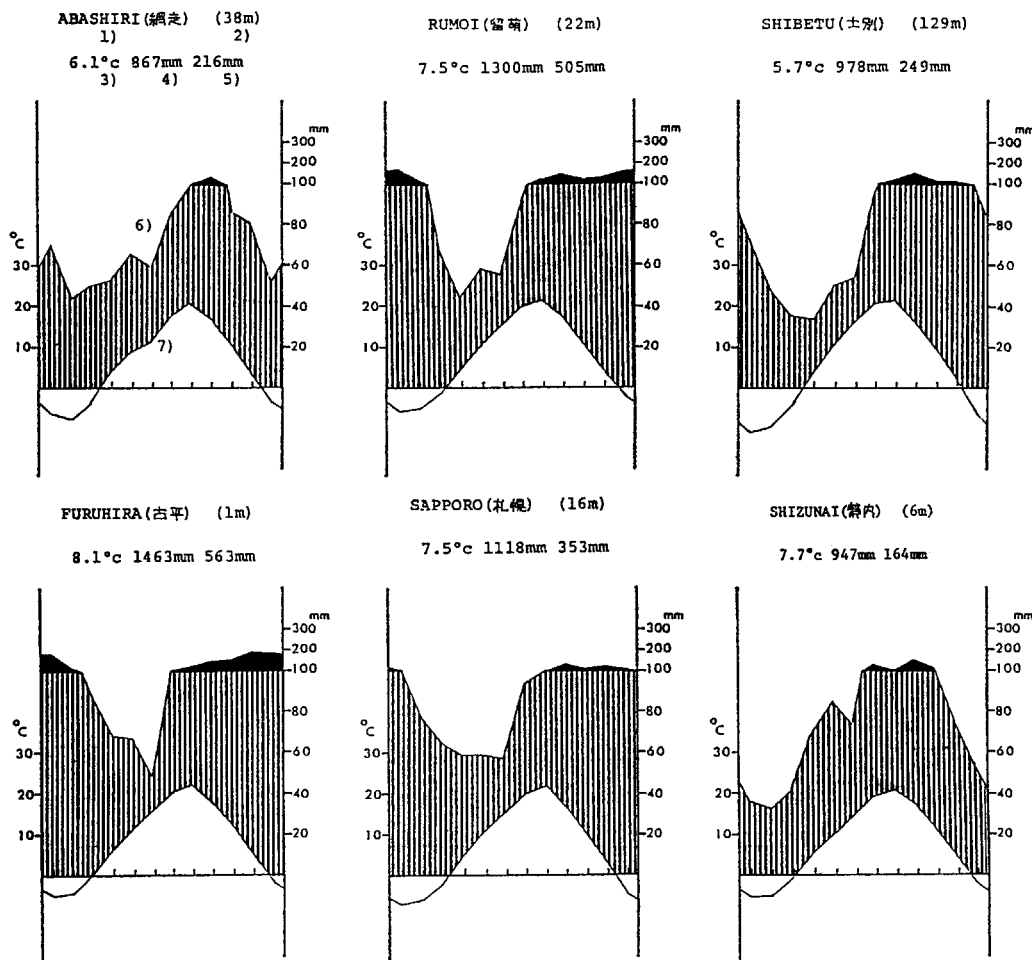 ABASHIRI(網走) (38m)
1) 2)
6.1°c 867mm 216mm
3) 4) 5)
mm
300
200
100
80
60
40
20
°C
30
20
10
6)
7)
RUMOI(留萌) (22m)
7.5°c 1300mm 505mm
mm
300
200
100
80
60
40
20
°C
30
20
10
SHIBETU(士別) (129m)
5.7°c 978mm 249mm
mm
300
200
100
80
60
40
20
°C
30
20
10
FURUHIRA(古平) (1m)
8.1°c 1463mm 563mm
mm
300
200
100
80
60
40
20
°C
30
20
10
SAPPORO(札幌) (16m)
7.5°c 1118mm 353mm
mm
300
200
100
80
60
40
20
°C
30
20
10
SHIZUNAI(静内) (6m)
7.7°c 947mm 164mm
mm
300
200
100
80
60
40
20
°C
30
20
10